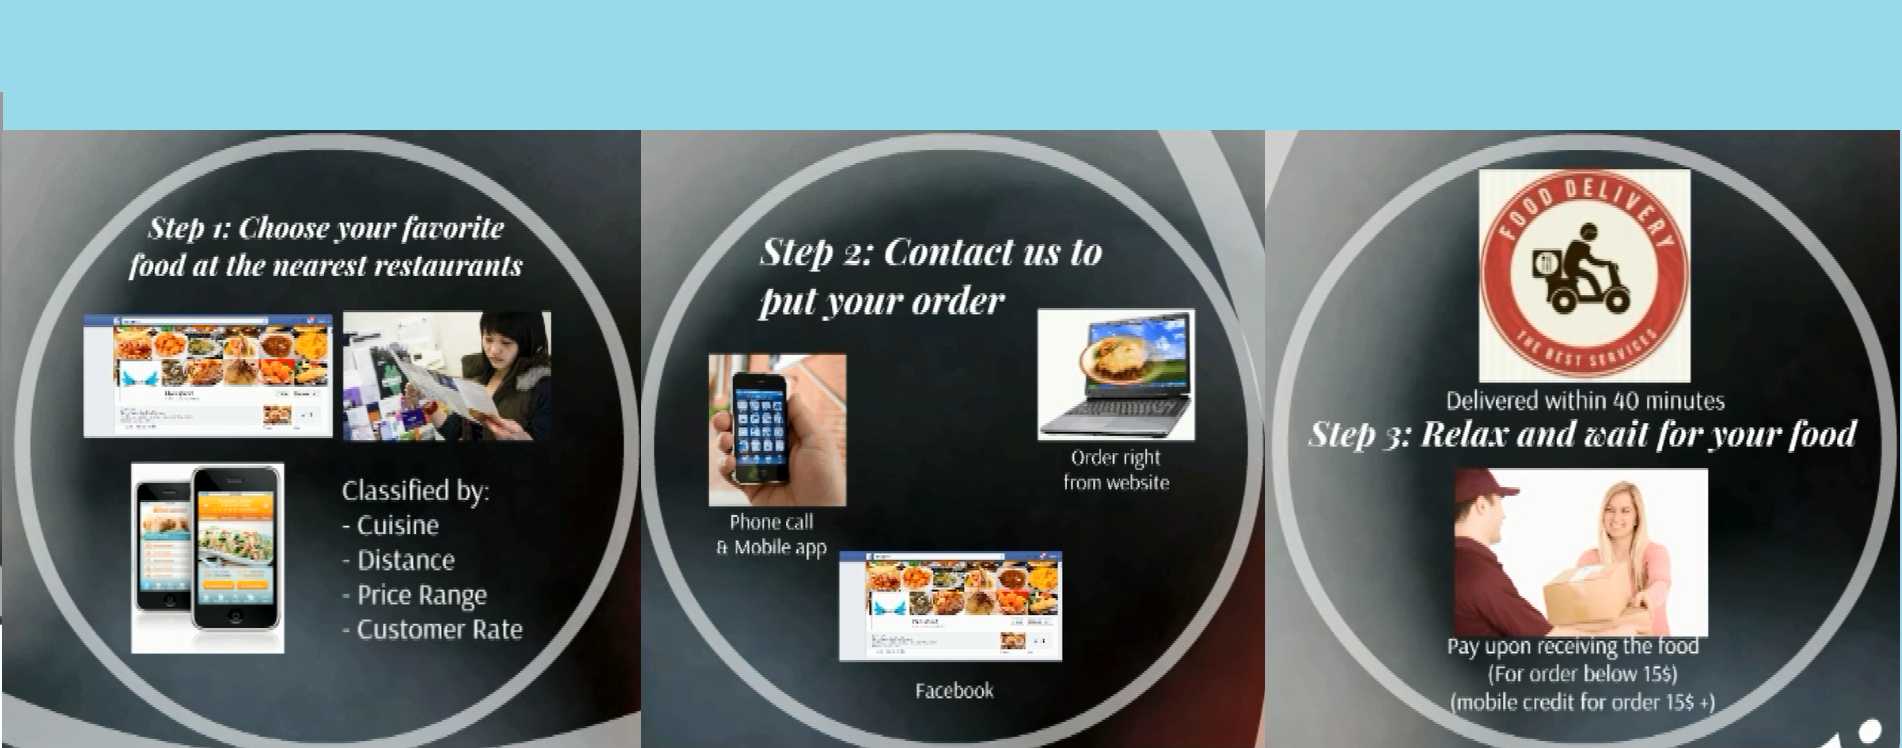 Step 1: Choose your favorite
food at the nearest restaurants
Classified by:
- Cuisine
- Distance
- Price Range
- Customer Rate
Step 2: Contact us to
put your order
Order right
from website
Phone call
& Mobile app
Facebook
FOOD DELIVERY
THE BEST SERVICES
Delivered within 40 minutes
Step 3: Relax and wait for your food
Pay upon receiving the food
(For order below 15$)
(mobile credit for order 15$ +)